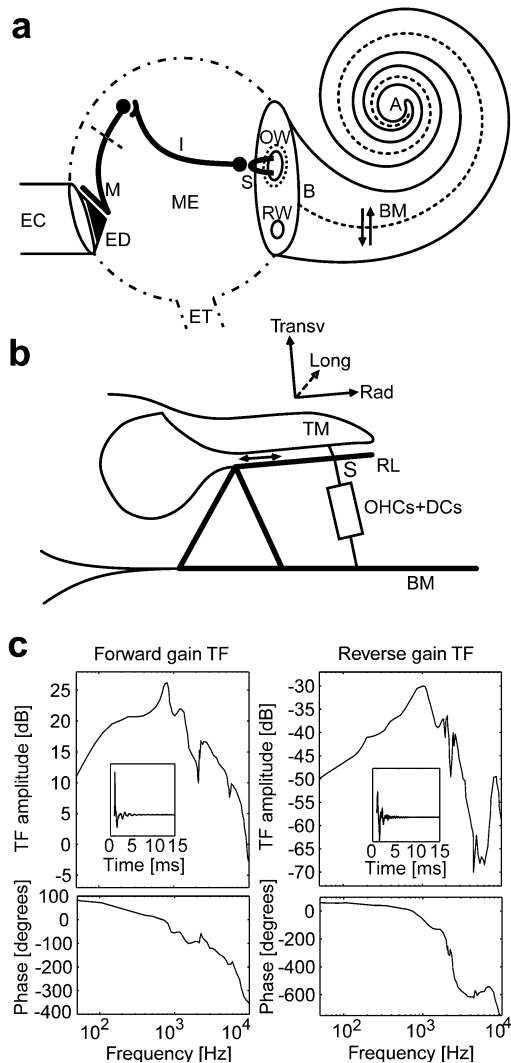 a
A
OW
I
S
B
M
ME
RW
BM
EC
ED
ET
b
Transv
Long
Rad
TM
S
RL
OHCs+DCs
BM
c
Forward gain TF
Reverse gain TF
TF amplitude [dB]
25
20
15
10
5
0
-5
0 5 10 15
Time [ms]
TF amplitude [dB]
-30
-35
-40
-45
-50
-55
-60
-65
-70
0 5 10 15
Time [ms]
Phase [degrees]
100
0
-100
-200
-300
-400
10² 10³ 10⁴
Frequency [Hz]
Phase [degrees]
0
-200
-400
-600
10² 10³ 10⁴
Frequency [Hz]